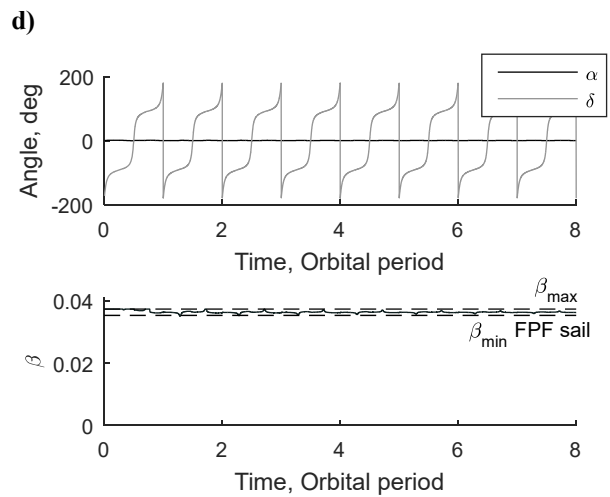 d)
200
0
-200
Angle, deg
α
δ
0 2 4 6 8
Time, Orbital period
0.04
0.02
0
β
β_max
β_min FPF sail
0 2 4 6 8
Time, Orbital period